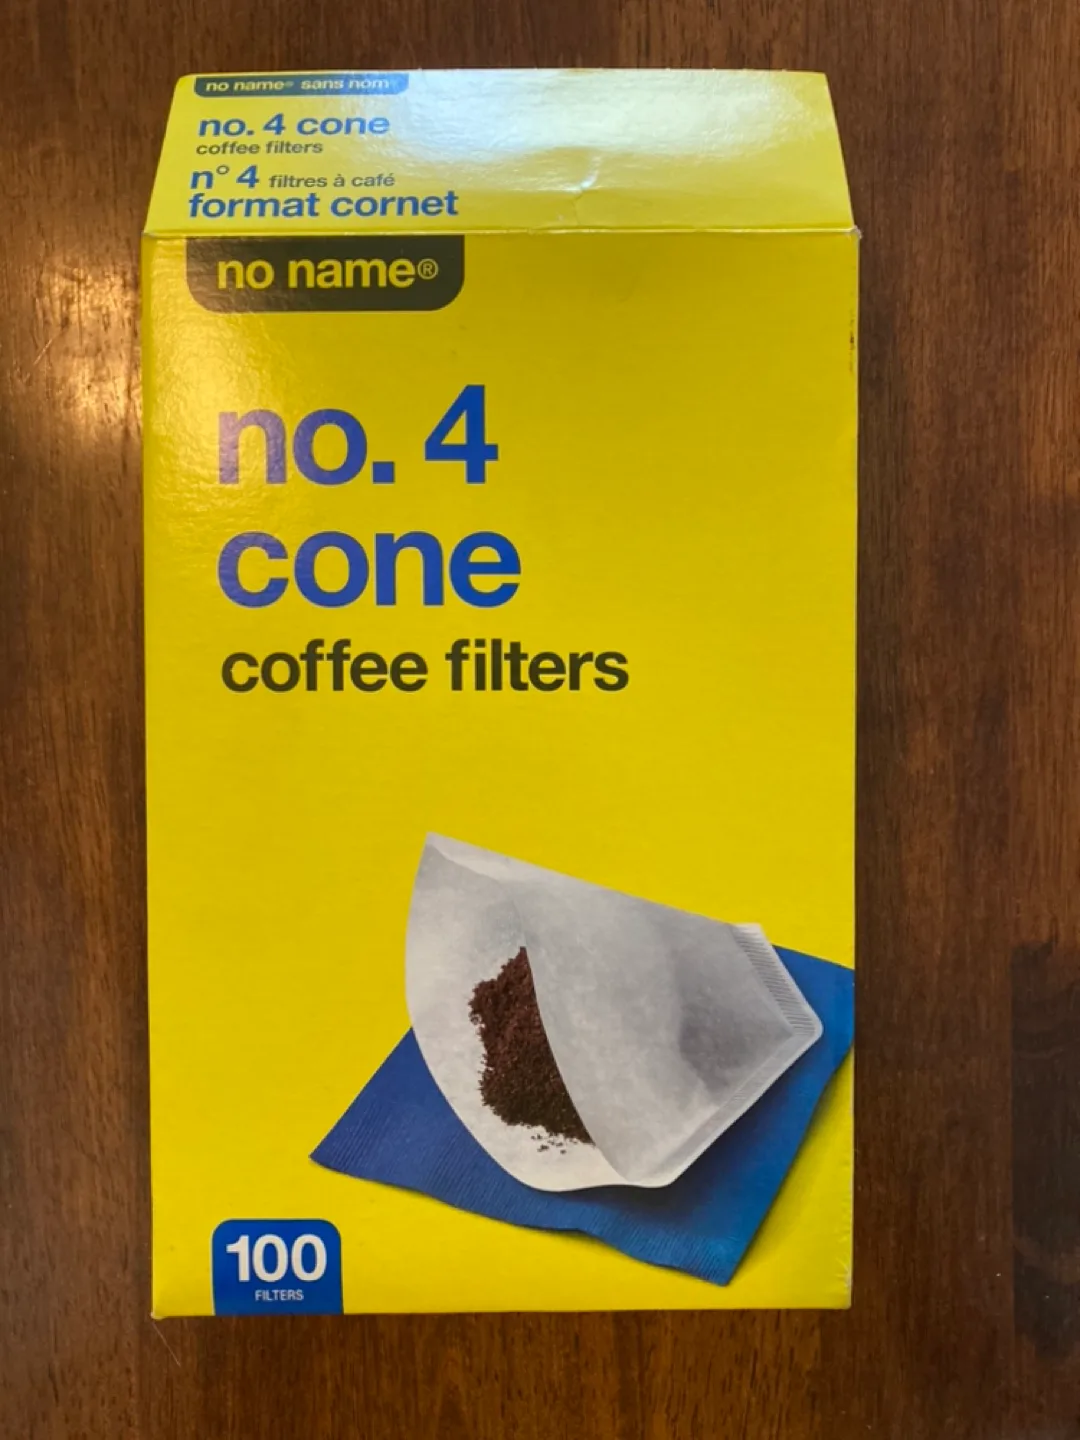 no name® sans nom®
no. 4 cone
coffee filters
n° 4 filtres à café
format cornet
no name®
no. 4
cone
coffee filters
100
FILTERS